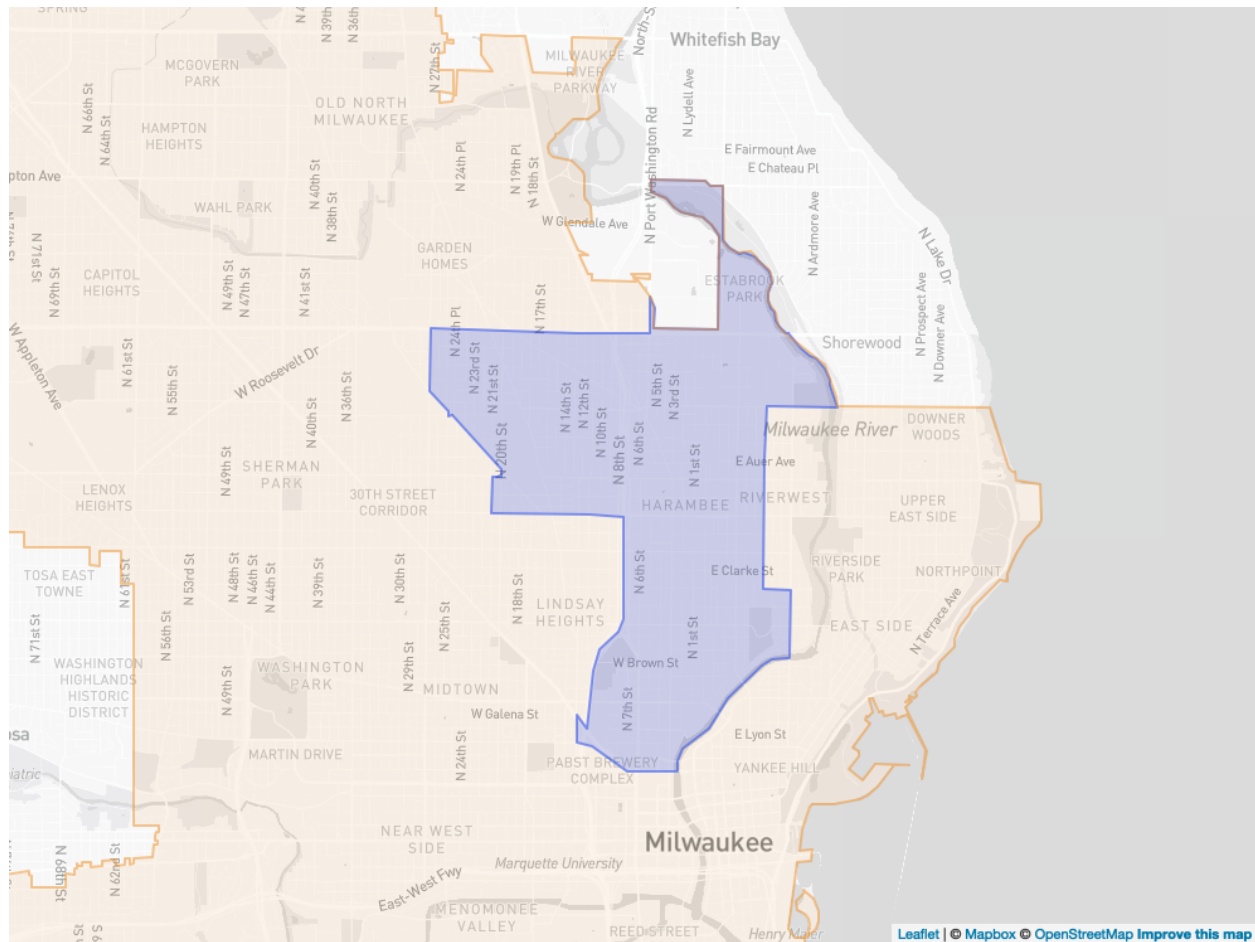 SPRING
N 39th St
N 36th St
North-S
Whitefish Bay
MCGOVERN
PARK
N 27th St
MILWAUKEE
RIVER
PARKWAY
N 66th St
N 64th St
OLD NORTH
MILWAUKEE
N Lydell Ave
HAMPTON
HEIGHTS
N Port Washington Rd
E Fairmount Ave
E Chateau Pl
pton Ave
N 40th St
N 38th St
N 24th Pl
N 19th Pl
N 18th St
WAHL PARK
W Glendale Ave
N Ardmore Ave
N Lake Dr
N 71st St
N 69th St
CAPITOL
HEIGHTS
N 49th St
N 47th St
N 41st St
GARDEN
HOMES
N 17th St
ESTABROOK
PARK
N Prospect Ave
N Downer Ave
W Appleton Ave
N 61st St
N 55th St
W Roosevelt Dr
N 36th St
N 24th Pl
N 23rd St
N 21st St
Shorewood
N 14th St
N 12th St
N 10th St
N 8th St
N 6th St
N 5th St
N 3rd St
N 40th St
Milwaukee River
DOWNER
WOODS
N 49th St
SHERMAN
PARK
N 20th St
N 1st St
E Auer Ave
LENOX
HEIGHTS
30TH STREET
CORRIDOR
HARAMBEE
RIVERWEST
UPPER
EAST SIDE
TOSA EAST
TOWNE
N 61st St
N 53rd St
N 48th St
N 46th St
N 44th St
N 39th St
N 30th St
N 18th St
N 6th St
E Clarke St
RIVERSIDE
PARK
NORTHPOINT
N 71st St
N 56th St
N 25th St
LINDSAY
HEIGHTS
N 1st St
EAST SIDE
N Terrace Ave
WASHINGTON
HIGHLANDS
HISTORIC
DISTRICT
N 49th St
WASHINGTON
PARK
N 29th St
MIDTOWN
W Brown St
W Galena St
N 7th St
osa
MARTIN DRIVE
N 24th St
PABST BREWERY
COMPLEX
E Lyon St
YANKEE HILL
NEAR WEST
SIDE
Milwaukee
N 68th St
N 62nd St
Marquette University
East-West Fwy
MENOMONEE
VALLEY
REED STREET
Henry Maier
Leaflet | © Mapbox © OpenStreetMap Improve this map